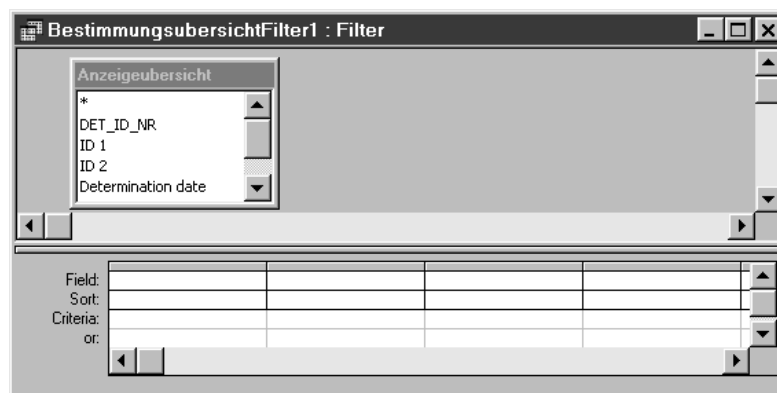 BestimmungsubersichtFilter1 : Filter
Anzeigeubersicht
*
DET_ID_NR
ID 1
ID 2
Determination date
Field:
Sort:
Criteria:
or: